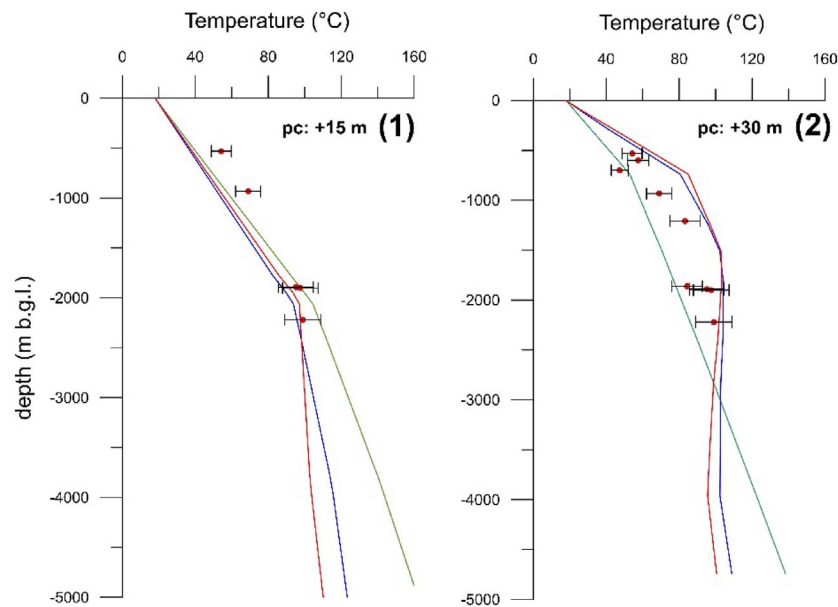 Temperature (°C)
0 40 80 120 160
pc: +15 m (1)
depth (m b.g.l.)
0
-1000
-2000
-3000
-4000
-5000
Temperature (°C)
0 40 80 120 160
pc: +30 m (2)
0
-1000
-2000
-3000
-4000
-5000